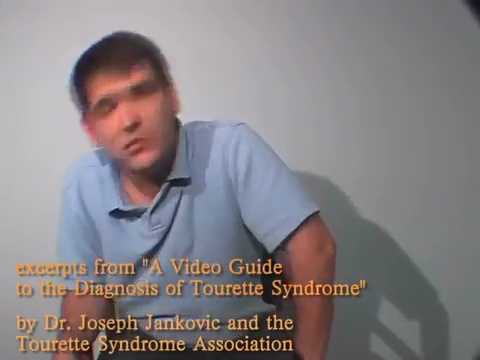 excerpts from "A Video Guide
to the Diagnosis of Tourette Syndrome"
by Dr. Joseph Jankovic and the
Tourette Syndrome Association